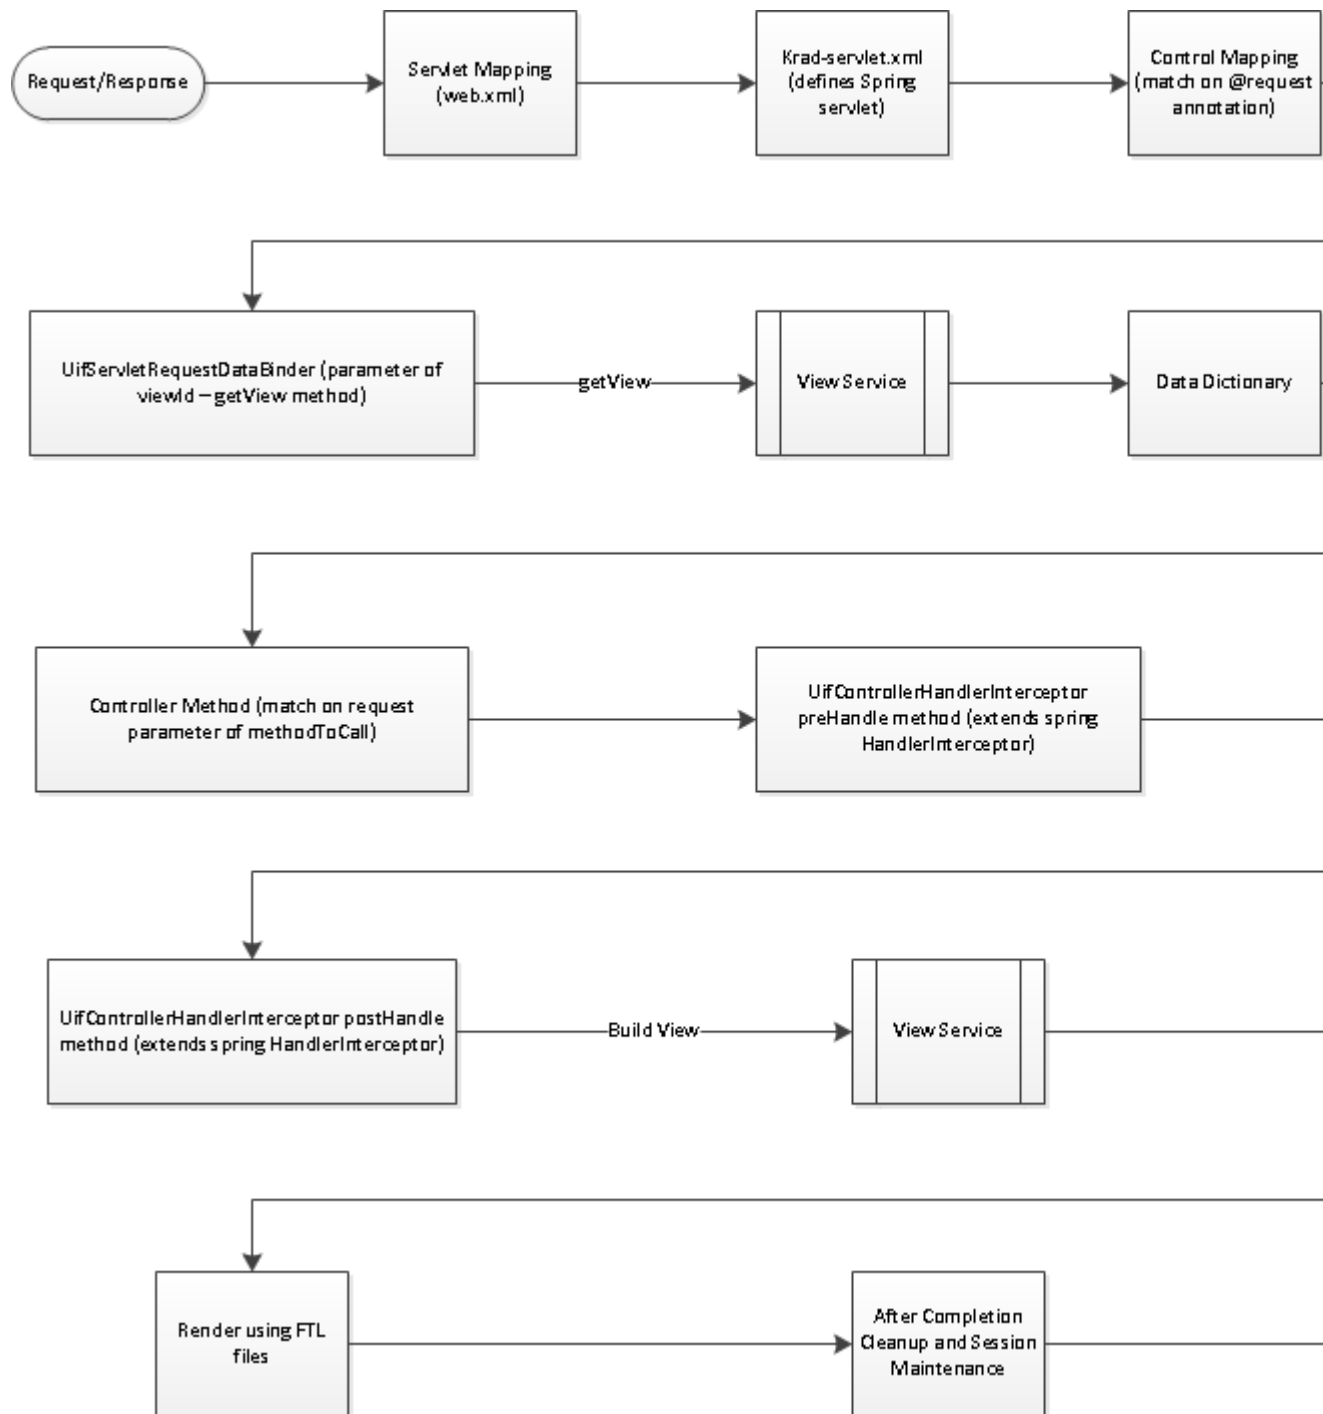 Request/Response
Servlet Mapping
(web.xml)
Krad-servlet.xml
(defines Spring
servlet)
Control Mapping
(match on @request
annotation)
UifServletRequestDataBinder (parameter of
viewId – getView method)
getView
View Service
Data Dictionary
Controller Method (match on request
parameter of methodToCall)
UifControllerHandlerInterceptor
preHandle method (extends spring
HandlerInterceptor)
UifControllerHandlerInterceptor postHandle
method (extends spring HandlerInterceptor)
Build View
View Service
Render using FTL
files
After Completion
Cleanup and Session
Maintenance